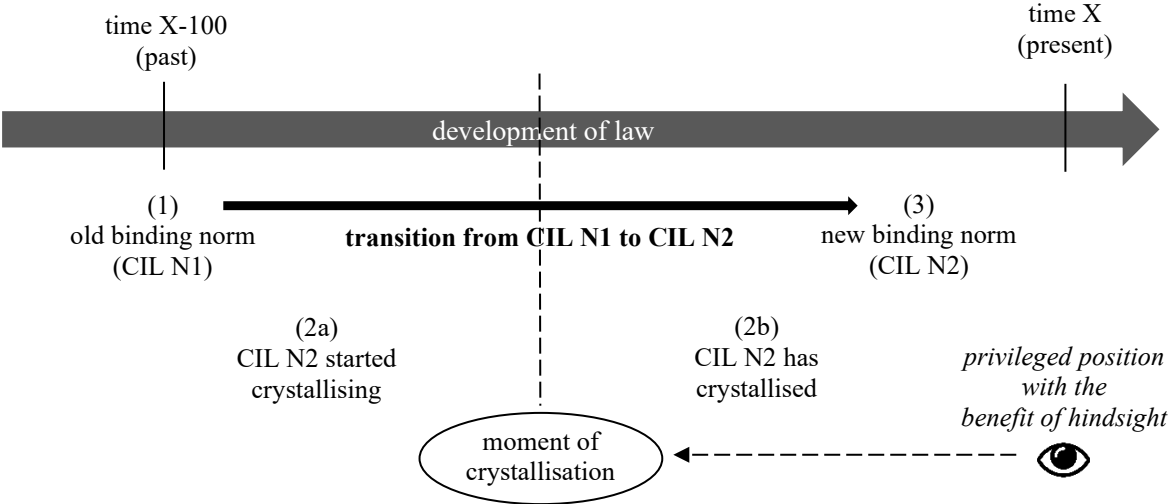 time X-100
(past)
time X
(present)
development of law
(1)
old binding norm
(CIL N1)
transition from CIL N1 to CIL N2
(3)
new binding norm
(CIL N2)
(2a)
CIL N2 started
crystallising
(2b)
CIL N2 has
crystallised
privileged position
with the
benefit of hindsight
moment of
crystallisation